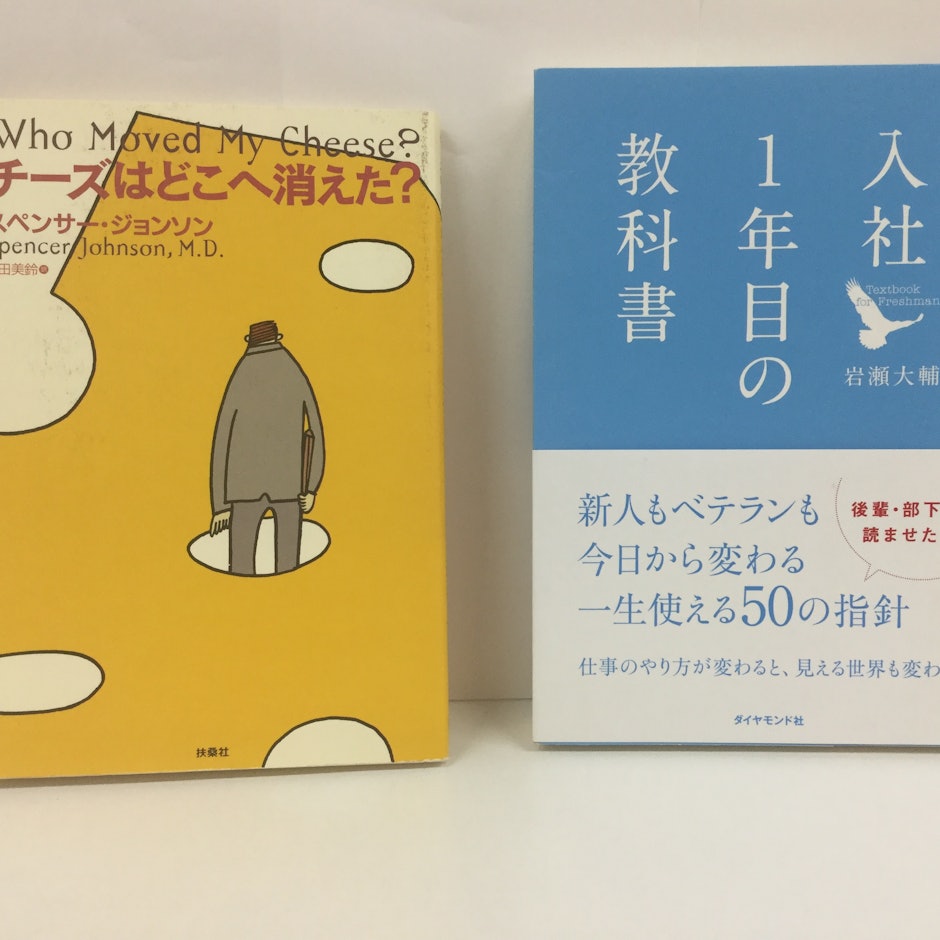 Who Moved My Cheese?
チーズはどこへ消えた?
スペンサー・ジョンソン
pencer Johnson, M.D.
田美鈴 訳
扶桑社
入社
1年目の
教科書
Textbook
for Freshman
岩瀬大輔
新人もベテランも
今日から変わる
一生使える50の指針
後輩・部下
読ませた
仕事のやり方が変わると、見える世界も変わ
ダイヤモンド社